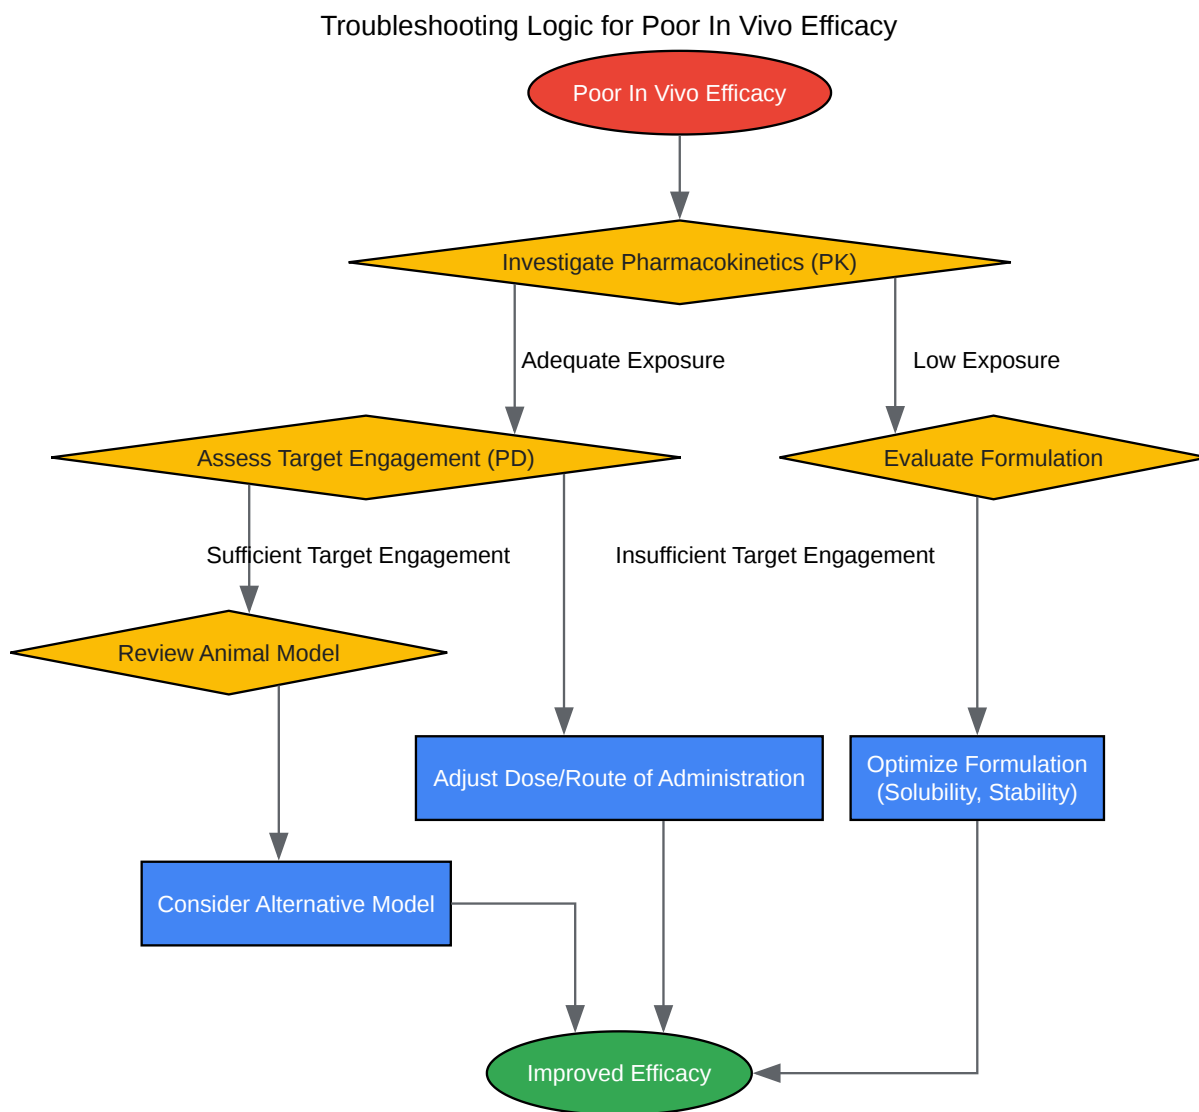 Troubleshooting Logic for Poor In Vivo Efficacy
Poor In Vivo Efficacy
Investigate Pharmacokinetics (PK)
Adequate Exposure
Low Exposure
Assess Target Engagement (PD)
Evaluate Formulation
Sufficient Target Engagement
Insufficient Target Engagement
Review Animal Model
Adjust Dose/Route of Administration
Optimize Formulation
(Solubility, Stability)
Consider Alternative Model
Improved Efficacy